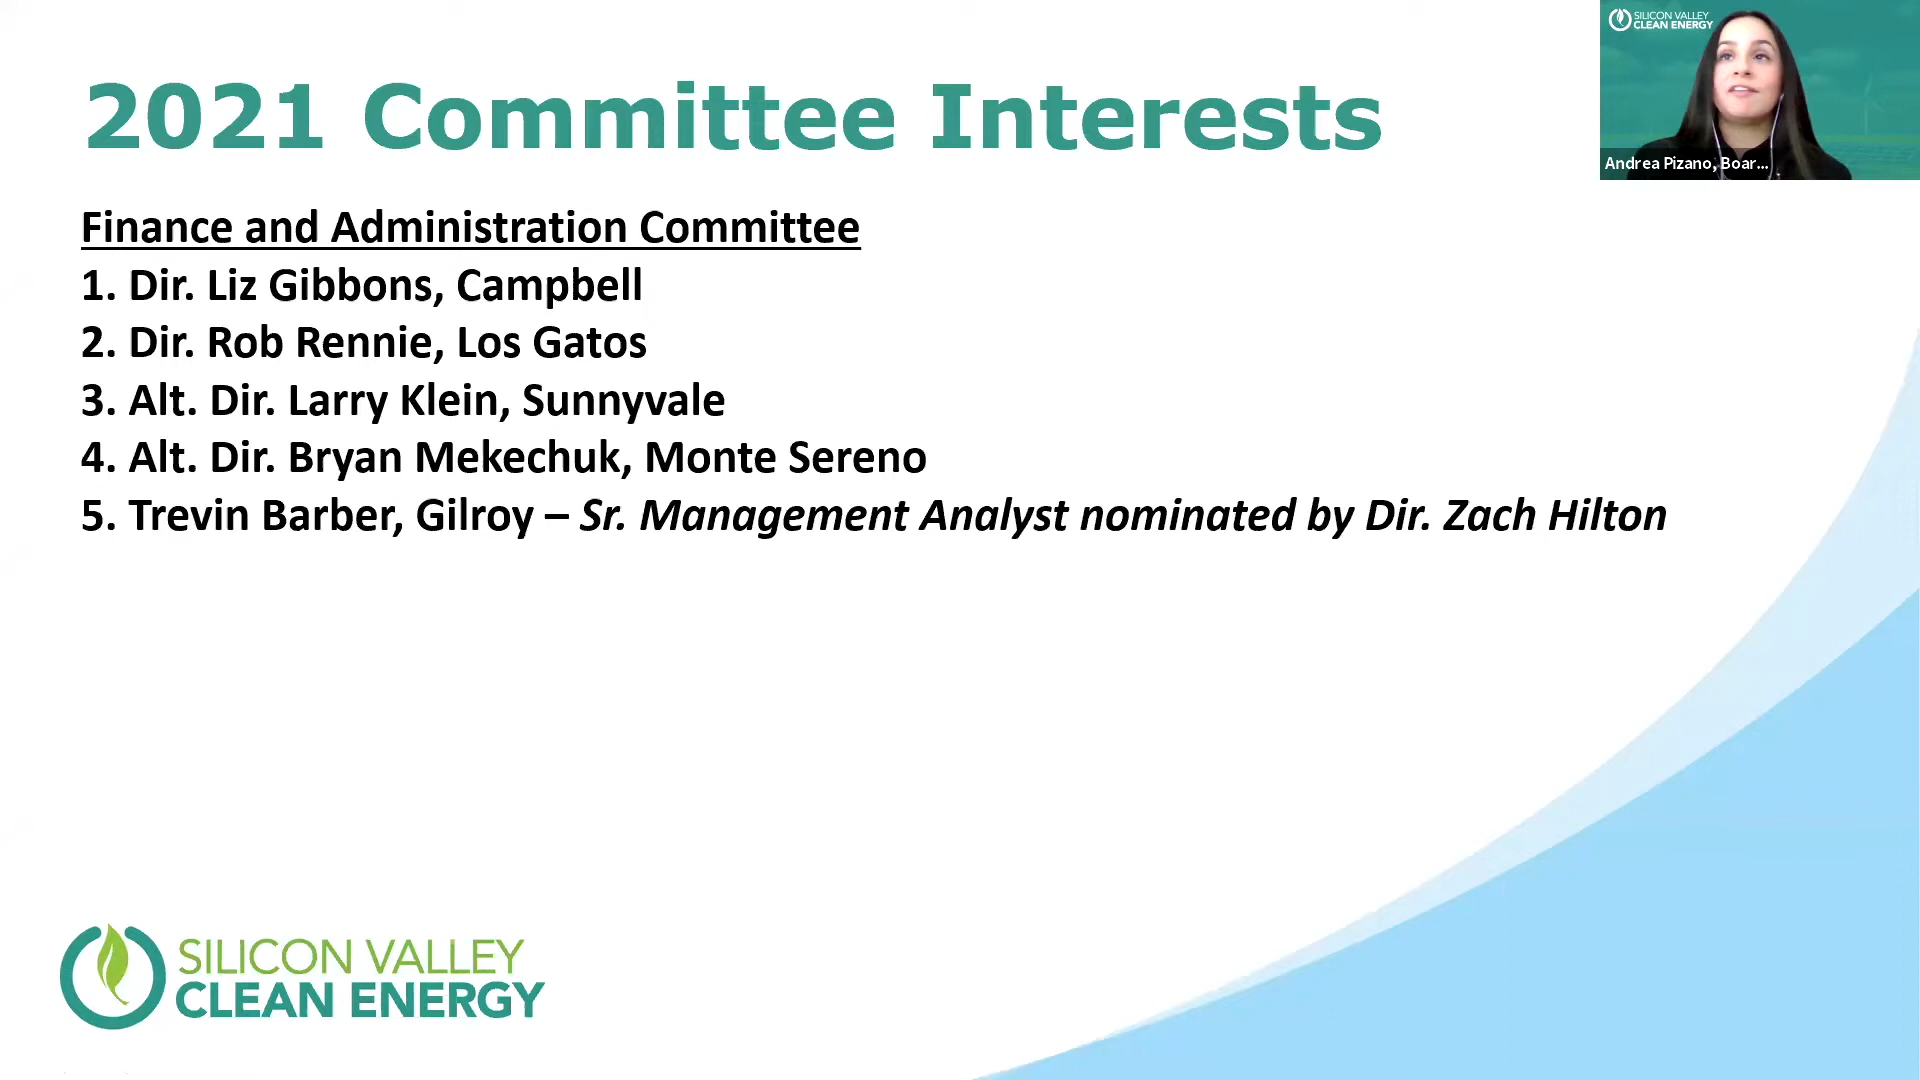 2021 Committee Interests
Finance and Administration Committee
1. Dir. Liz Gibbons, Campbell
2. Dir. Rob Rennie, Los Gatos
3. Alt. Dir. Larry Klein, Sunnyvale
4. Alt. Dir. Bryan Mekechuk, Monte Sereno
5. Trevin Barber, Gilroy – Sr. Management Analyst nominated by Dir. Zach Hilton
SILICON VALLEY
CLEAN ENERGY
Andrea Pizano, Boar...
SILICON VALLEY
CLEAN ENERGY